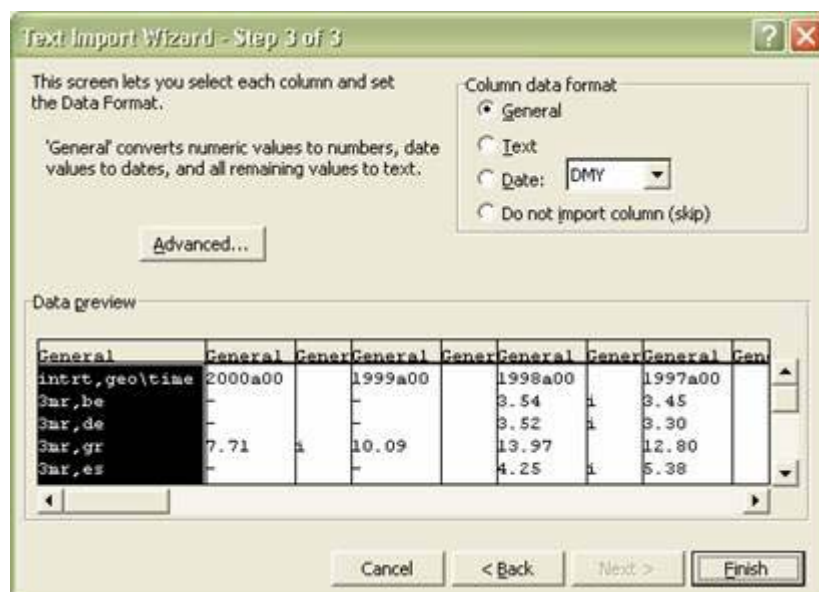 Text Import Wizard - Step 3 of 3
This screen lets you select each column and set
the Data Format.
'General' converts numeric values to numbers, date
values to dates, and all remaining values to text.
Advanced...
Column data format
General
Text
Date: DMY
Do not import column (skip)
Data preview
General General Gener General Gener General Gener General Gen
intrt,geo\time 2000a00 1999a00 1998a00 1997a00
3mr,be - - 3.54 i 3.45
3mr,de - - 3.52 i 3.30
3mr,gr 7.71 i 10.09 13.97 12.80
3mr,es - - 4.25 i 5.38
Cancel < Back Next > Finish